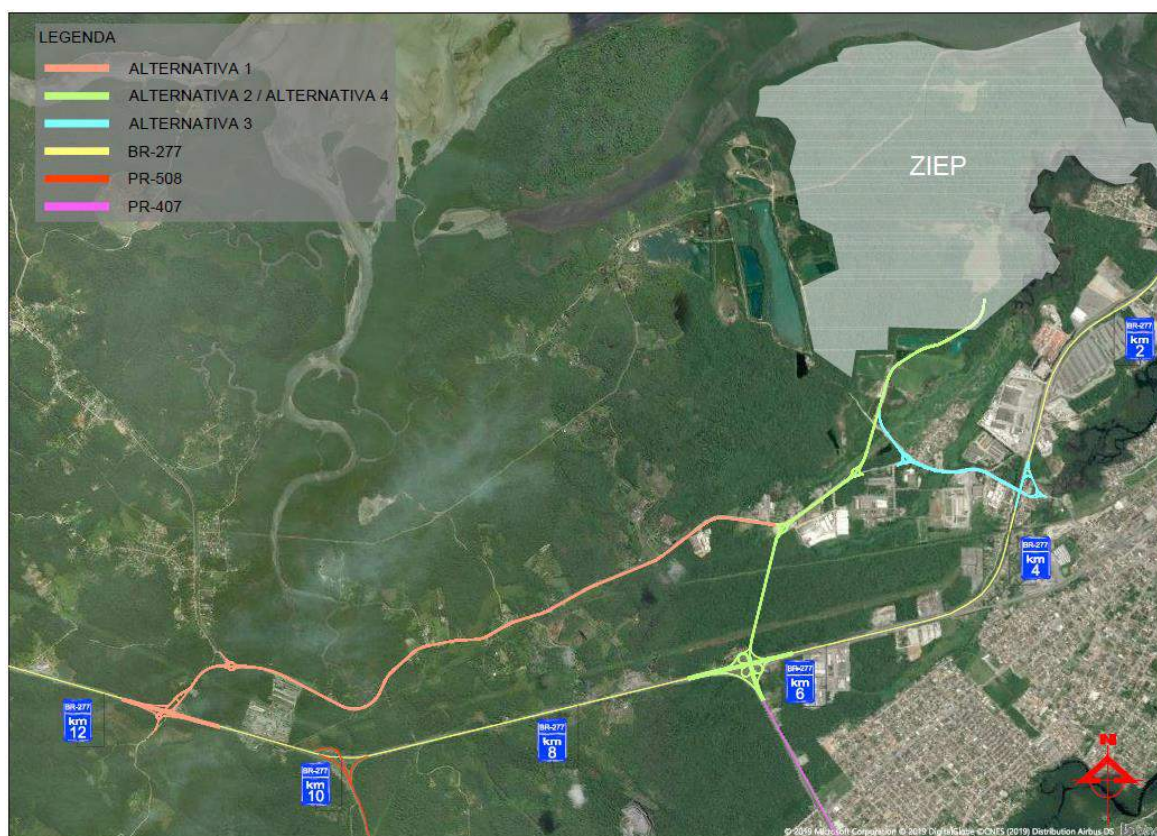 LEGENDA
ALTERNATIVA 1
ALTERNATIVA 2 / ALTERNATIVA 4
ALTERNATIVA 3
BR-277
PR-508
PR-407
ZIEP
BR-277
km
2
BR-277
km
4
BR-277
km
6
BR-277
km
8
BR-277
km
10
BR-277
km
12
N
© 2019 Microsoft Corporation © 2019 DigitalGlobe ©CNES (2019) Distribution Airbus DS